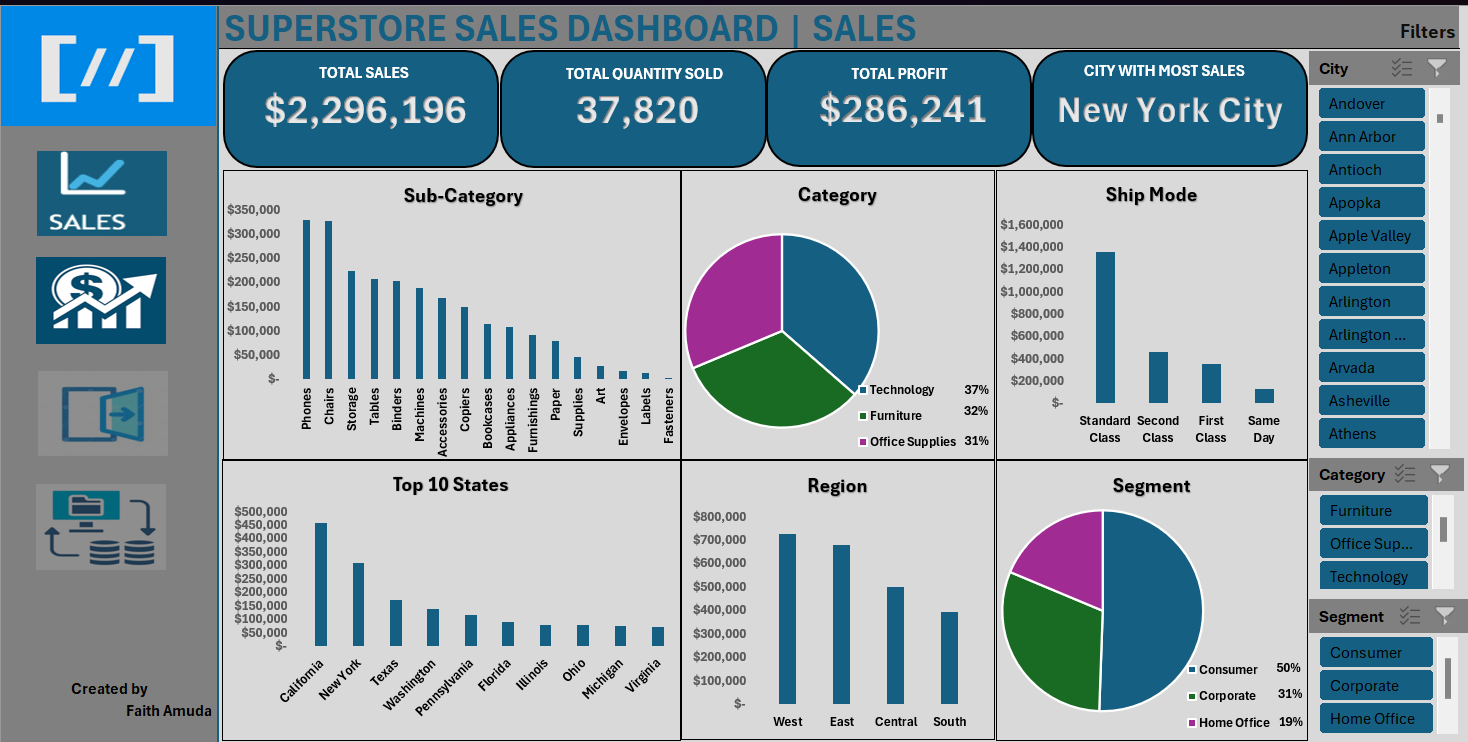 [//]
SUPERSTORE SALES DASHBOARD | SALES
Filters
TOTAL SALES
$2,296,196
TOTAL QUANTITY SOLD
37,820
TOTAL PROFIT
$286,241
CITY WITH MOST SALES
New York City
SALES
$
Created by
Faith Amuda
Sub-Category
$350,000
$300,000
$250,000
$200,000
$150,000
$100,000
$50,000
$-
Phones
Chairs
Storage
Tables
Binders
Machines
Accessories
Copiers
Bookcases
Appliances
Furnishings
Paper
Supplies
Art
Envelopes
Labels
Fasteners
Category
Technology 37%
Furniture 32%
Office Supplies 31%
Ship Mode
$1,600,000
$1,400,000
$1,200,000
$1,000,000
$800,000
$600,000
$400,000
$200,000
$-
Standard Class
Second Class
First Class
Same Day
Top 10 States
$500,000
$450,000
$400,000
$350,000
$300,000
$250,000
$200,000
$150,000
$100,000
$50,000
$-
California
New York
Texas
Washington
Pennsylvania
Florida
Illinois
Ohio
Michigan
Virginia
Region
$800,000
$700,000
$600,000
$500,000
$400,000
$300,000
$200,000
$100,000
$-
West
East
Central
South
Segment
Consumer 50%
Corporate 31%
Home Office 19%
City
Andover
Ann Arbor
Antioch
Apopka
Apple Valley
Appleton
Arlington
Arlington ...
Arvada
Asheville
Athens
Category
Furniture
Office Sup...
Technology
Segment
Consumer
Corporate
Home Office